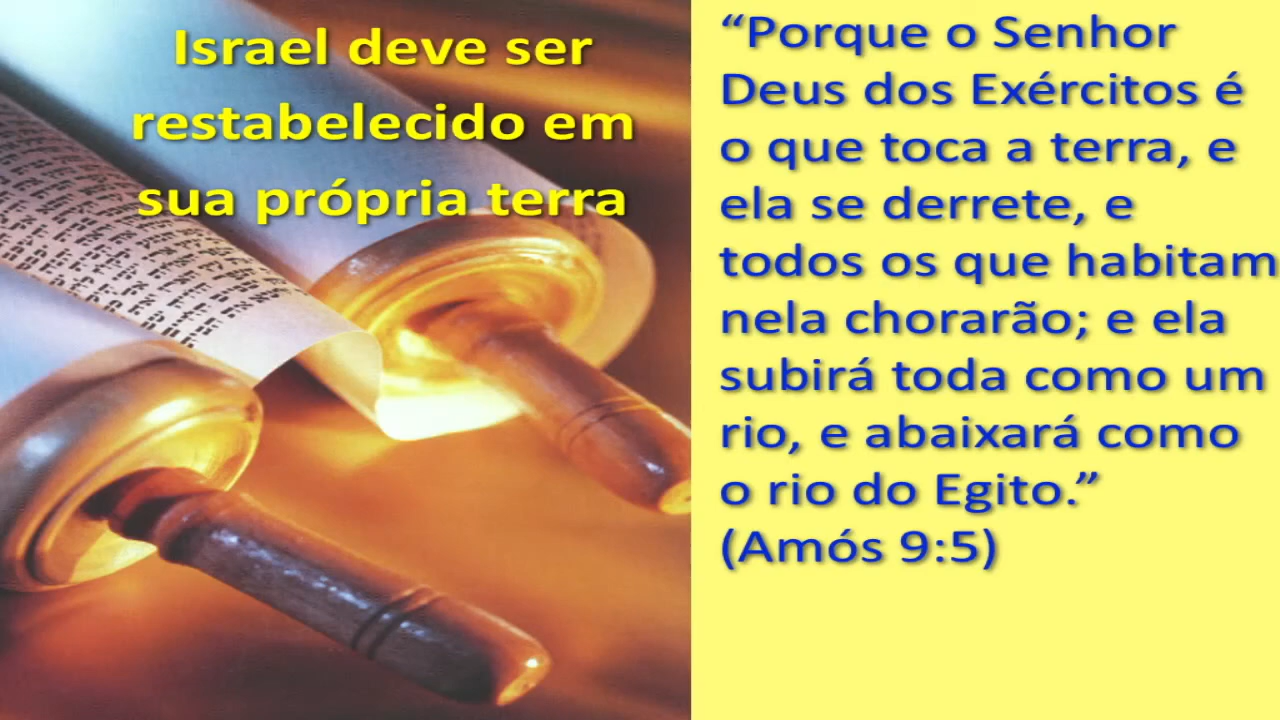 Israel deve ser
restabelecido em
sua própria terra
“Porque o Senhor
Deus dos Exércitos é
o que toca a terra, e
ela se derrete, e
todos os que habitam
nela chorarão; e ela
subirá toda como um
rio, e abaixará como
o rio do Egito.”
(Amós 9:5)